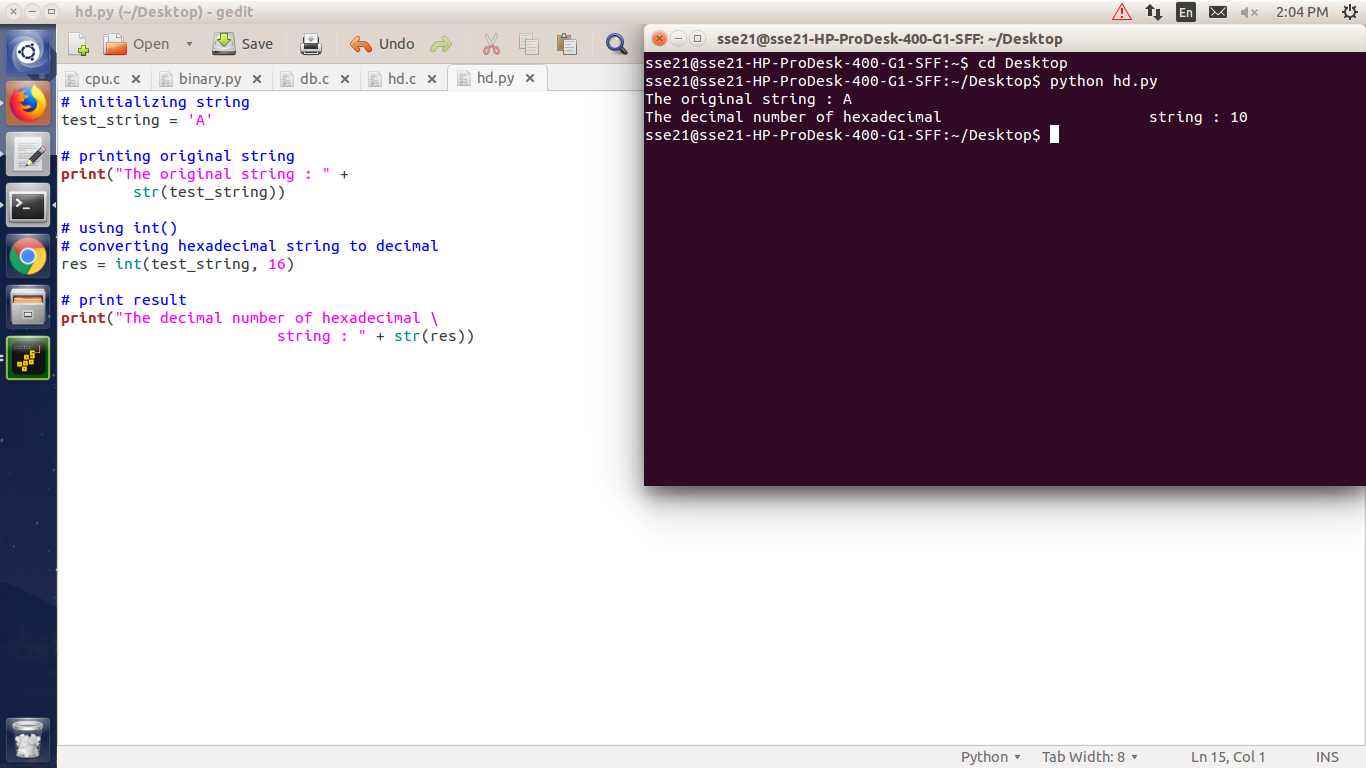 hd.py (~/Desktop) - gedit
En
2:04 PM
Open
Save
Undo
cpu.c
binary.py
db.c
hd.c
hd.py
# initializing string
test_string = 'A'
# printing original string
print("The original string : " +
        str(test_string))
# using int()
# converting hexadecimal string to decimal
res = int(test_string, 16)
# print result
print("The decimal number of hexadecimal \
                        string : " + str(res))
sse21@sse21-HP-ProDesk-400-G1-SFF: ~/Desktop
sse21@sse21-HP-ProDesk-400-G1-SFF:~$ cd Desktop
sse21@sse21-HP-ProDesk-400-G1-SFF:~/Desktop$ python hd.py
The original string : A
The decimal number of hexadecimal                       string : 10
sse21@sse21-HP-ProDesk-400-G1-SFF:~/Desktop$
Python
Tab Width: 8
Ln 15, Col 1
INS